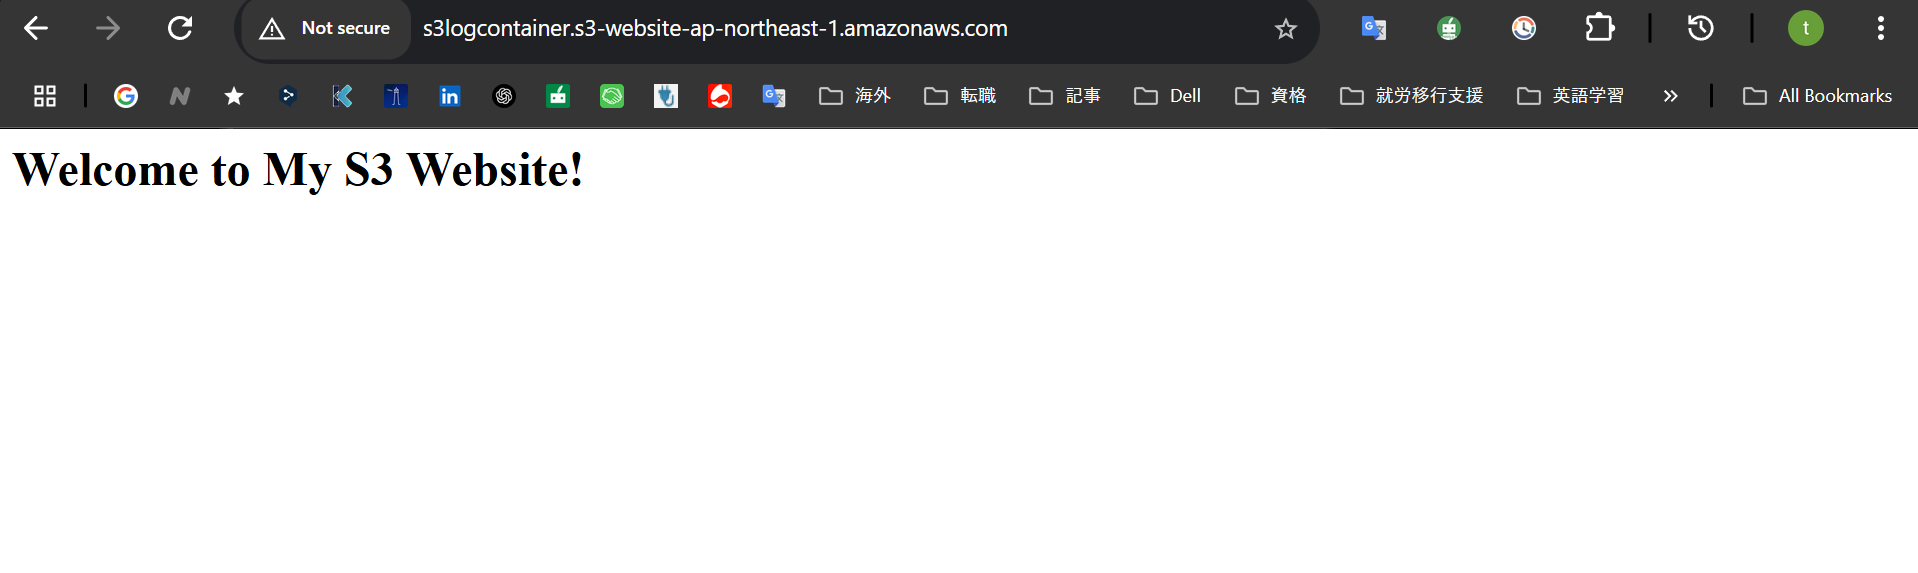 Not secure s3logcontainer.s3-website-ap-northeast-1.amazonaws.com t
海外 転職 記事 Dell 資格 就労移行支援 英語学習 All Bookmarks
Welcome to My S3 Website!